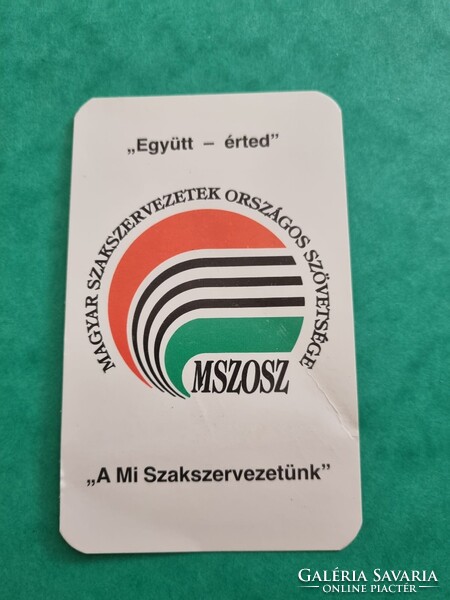 „Együtt – érted”
MAGYAR SZAKSZERVEZETEK ORSZÁGOS SZÖVETSÉGE
MSZOSZ
„A Mi Szakszervezetünk”
GALÉRIA SAVARIA
ONLINE PIACTÉR